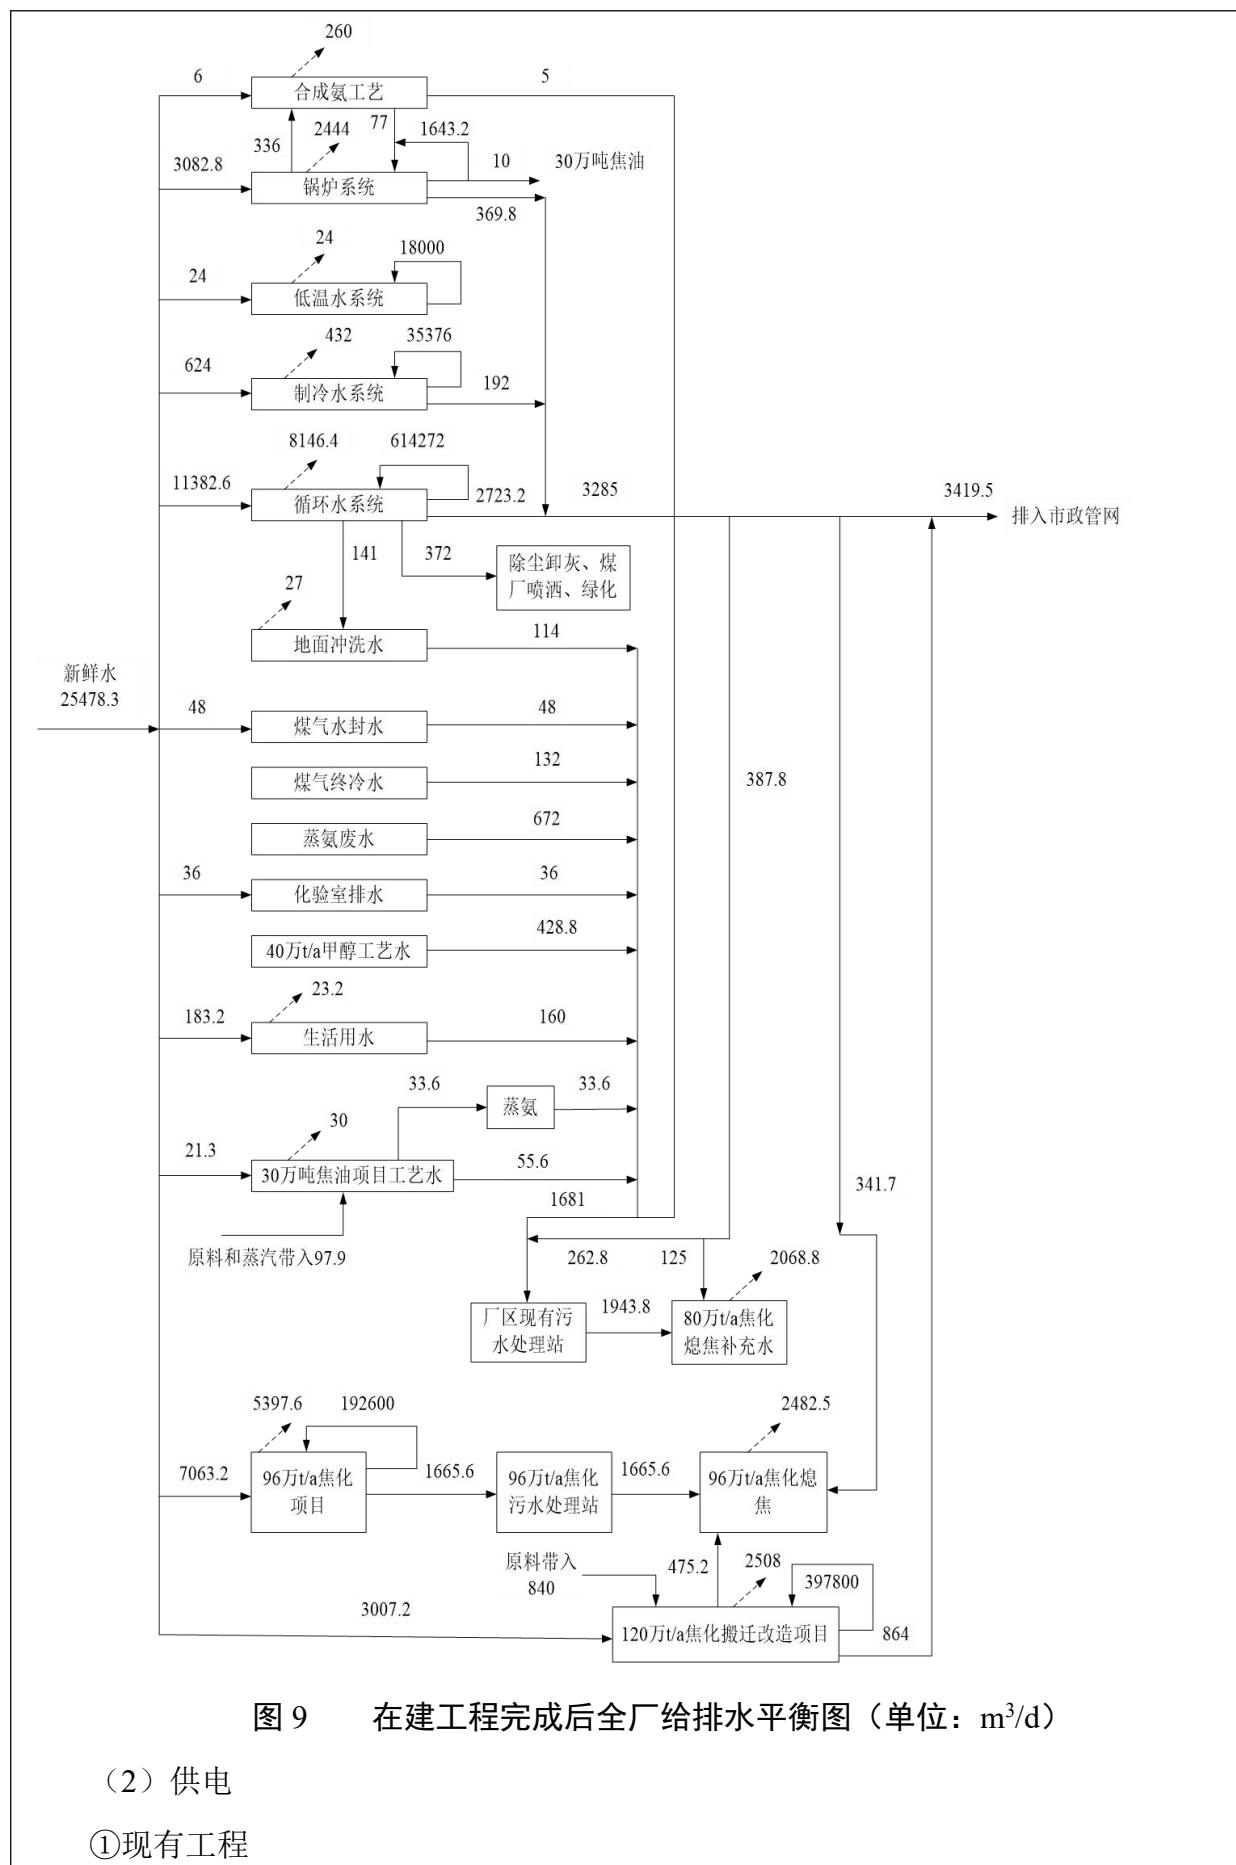 260
6
合成氨工艺
5
336
2444
77
1643.2
3082.8
锅炉系统
10
30万吨焦油
369.8
24
18000
24
低温水系统
432
35376
624
制冷水系统
192
8146.4
614272
11382.6
循环水系统
2723.2
3285
3419.5
排入市政管网
141
372
除尘卸灰、煤
厂喷洒、绿化
27
地面冲洗水
114
新鲜水
25478.3
48
煤气水封水
48
煤气终冷水
132
387.8
蒸氨废水
672
36
化验室排水
36
40万t/a甲醇工艺水
428.8
23.2
183.2
生活用水
160
33.6
蒸氨
33.6
30
21.3
30万吨焦油项目工艺水
55.6
341.7
1681
原料和蒸汽带入97.9
262.8
125
2068.8
厂区现有污
水处理站
1943.8
80万t/a焦化
熄焦补充水
5397.6
192600
2482.5
7063.2
96万t/a焦化
项目
1665.6
96万t/a焦化
污水处理站
1665.6
96万t/a焦化熄
焦
原料带入
840
475.2
2508
397800
3007.2
120万t/a焦化搬迁改造项目
864
图 9 在建工程完成后全厂给排水平衡图（单位：m³/d）
（2）供电
①现有工程